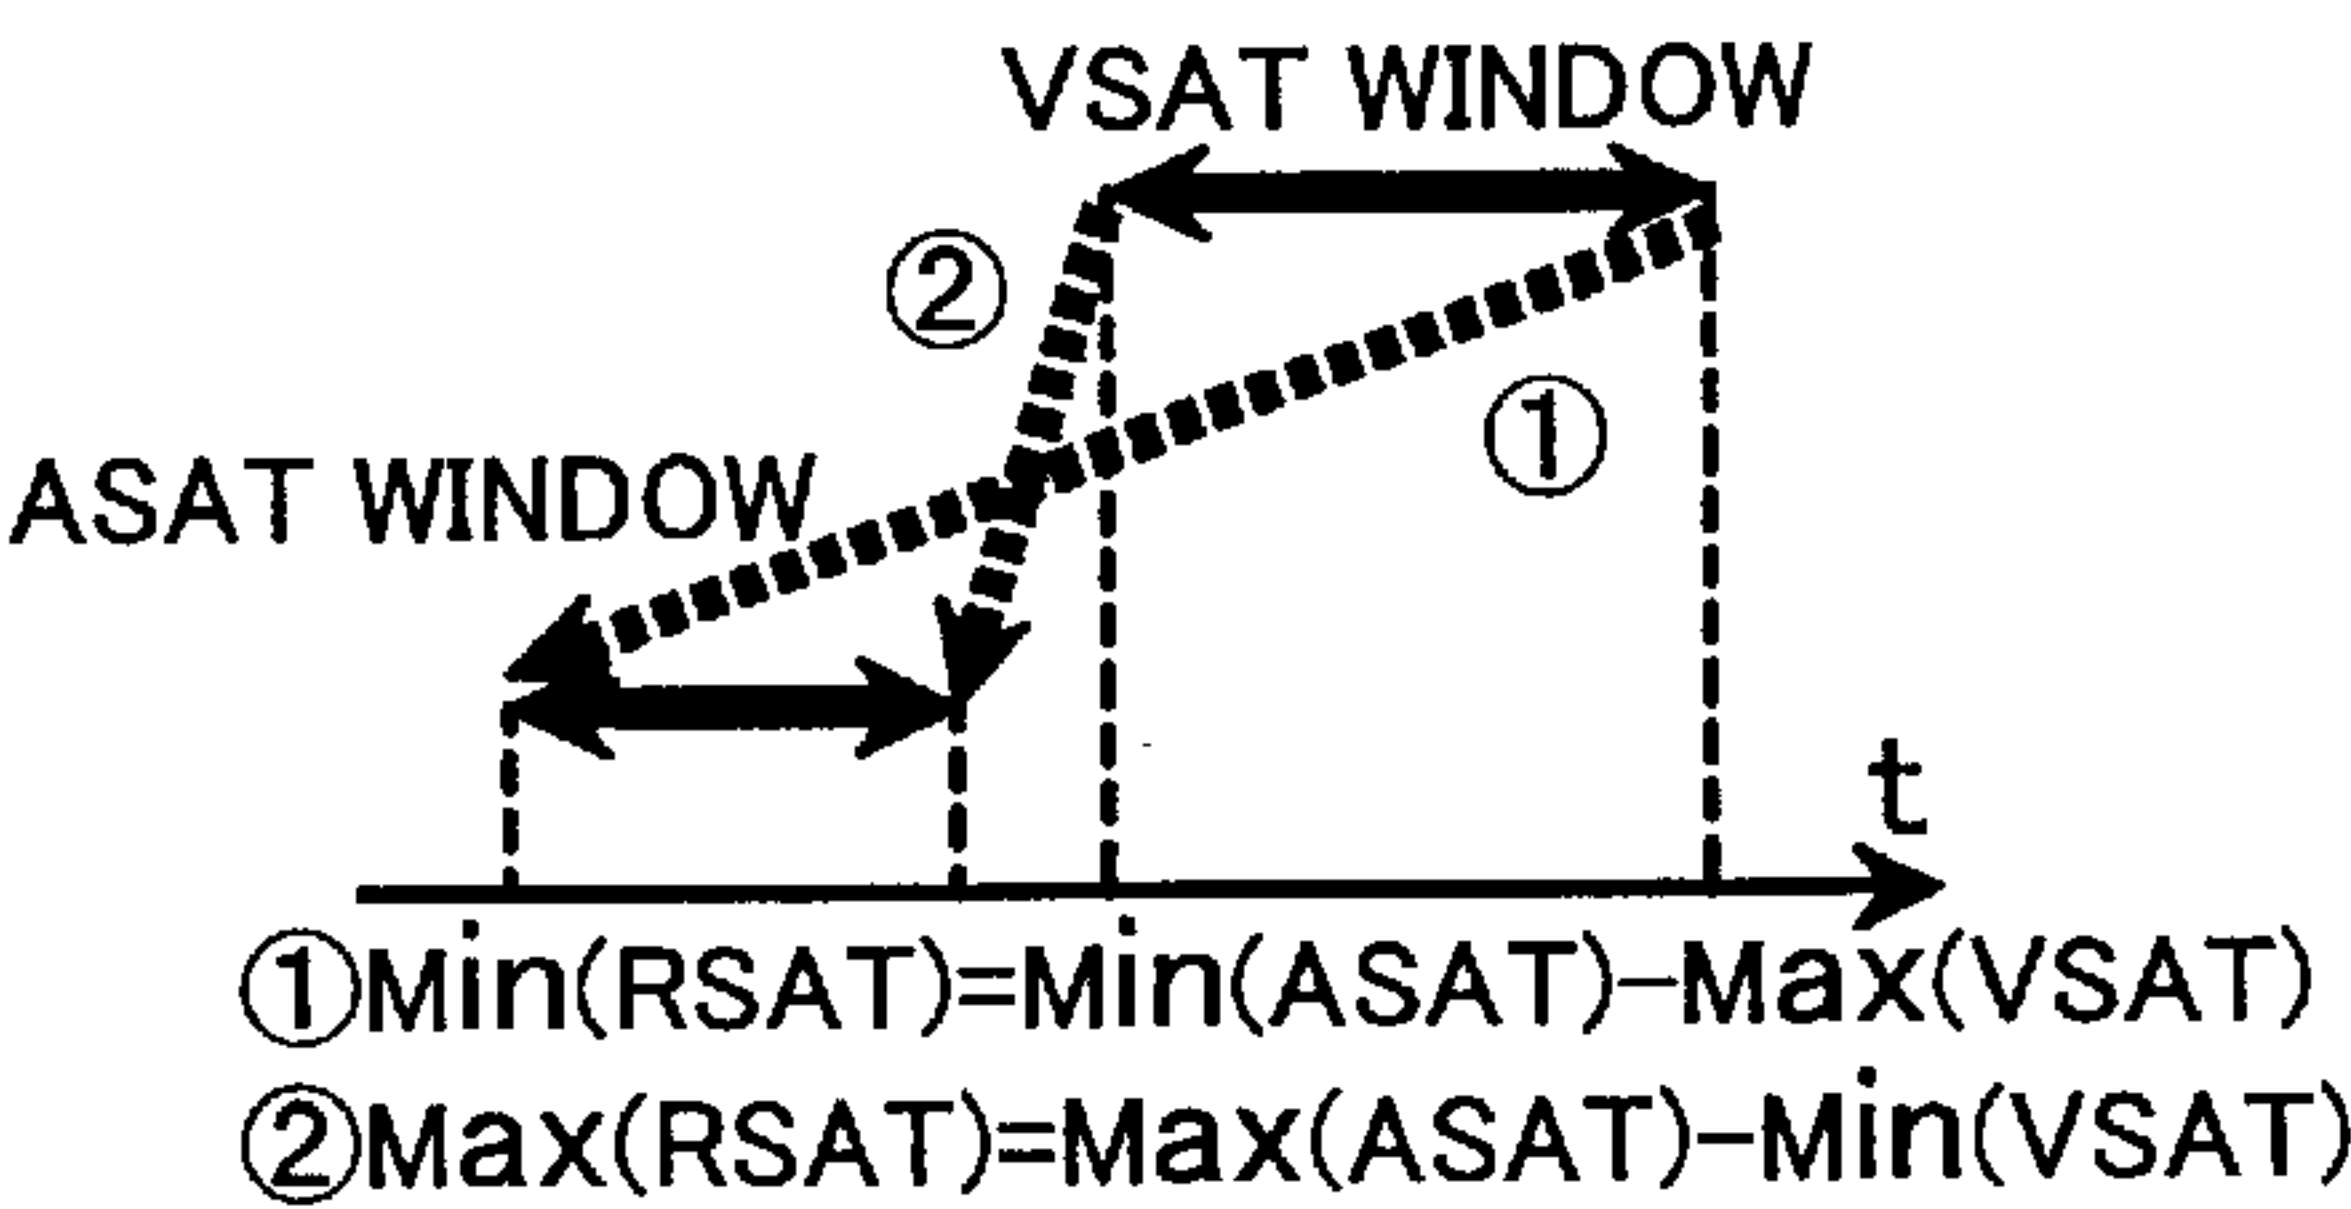 VSAT WINDOW
②
①
ASAT WINDOW
t
①Min(RSAT)=Min(ASAT)-Max(VSAT)
②Max(RSAT)=Max(ASAT)-Min(VSAT)